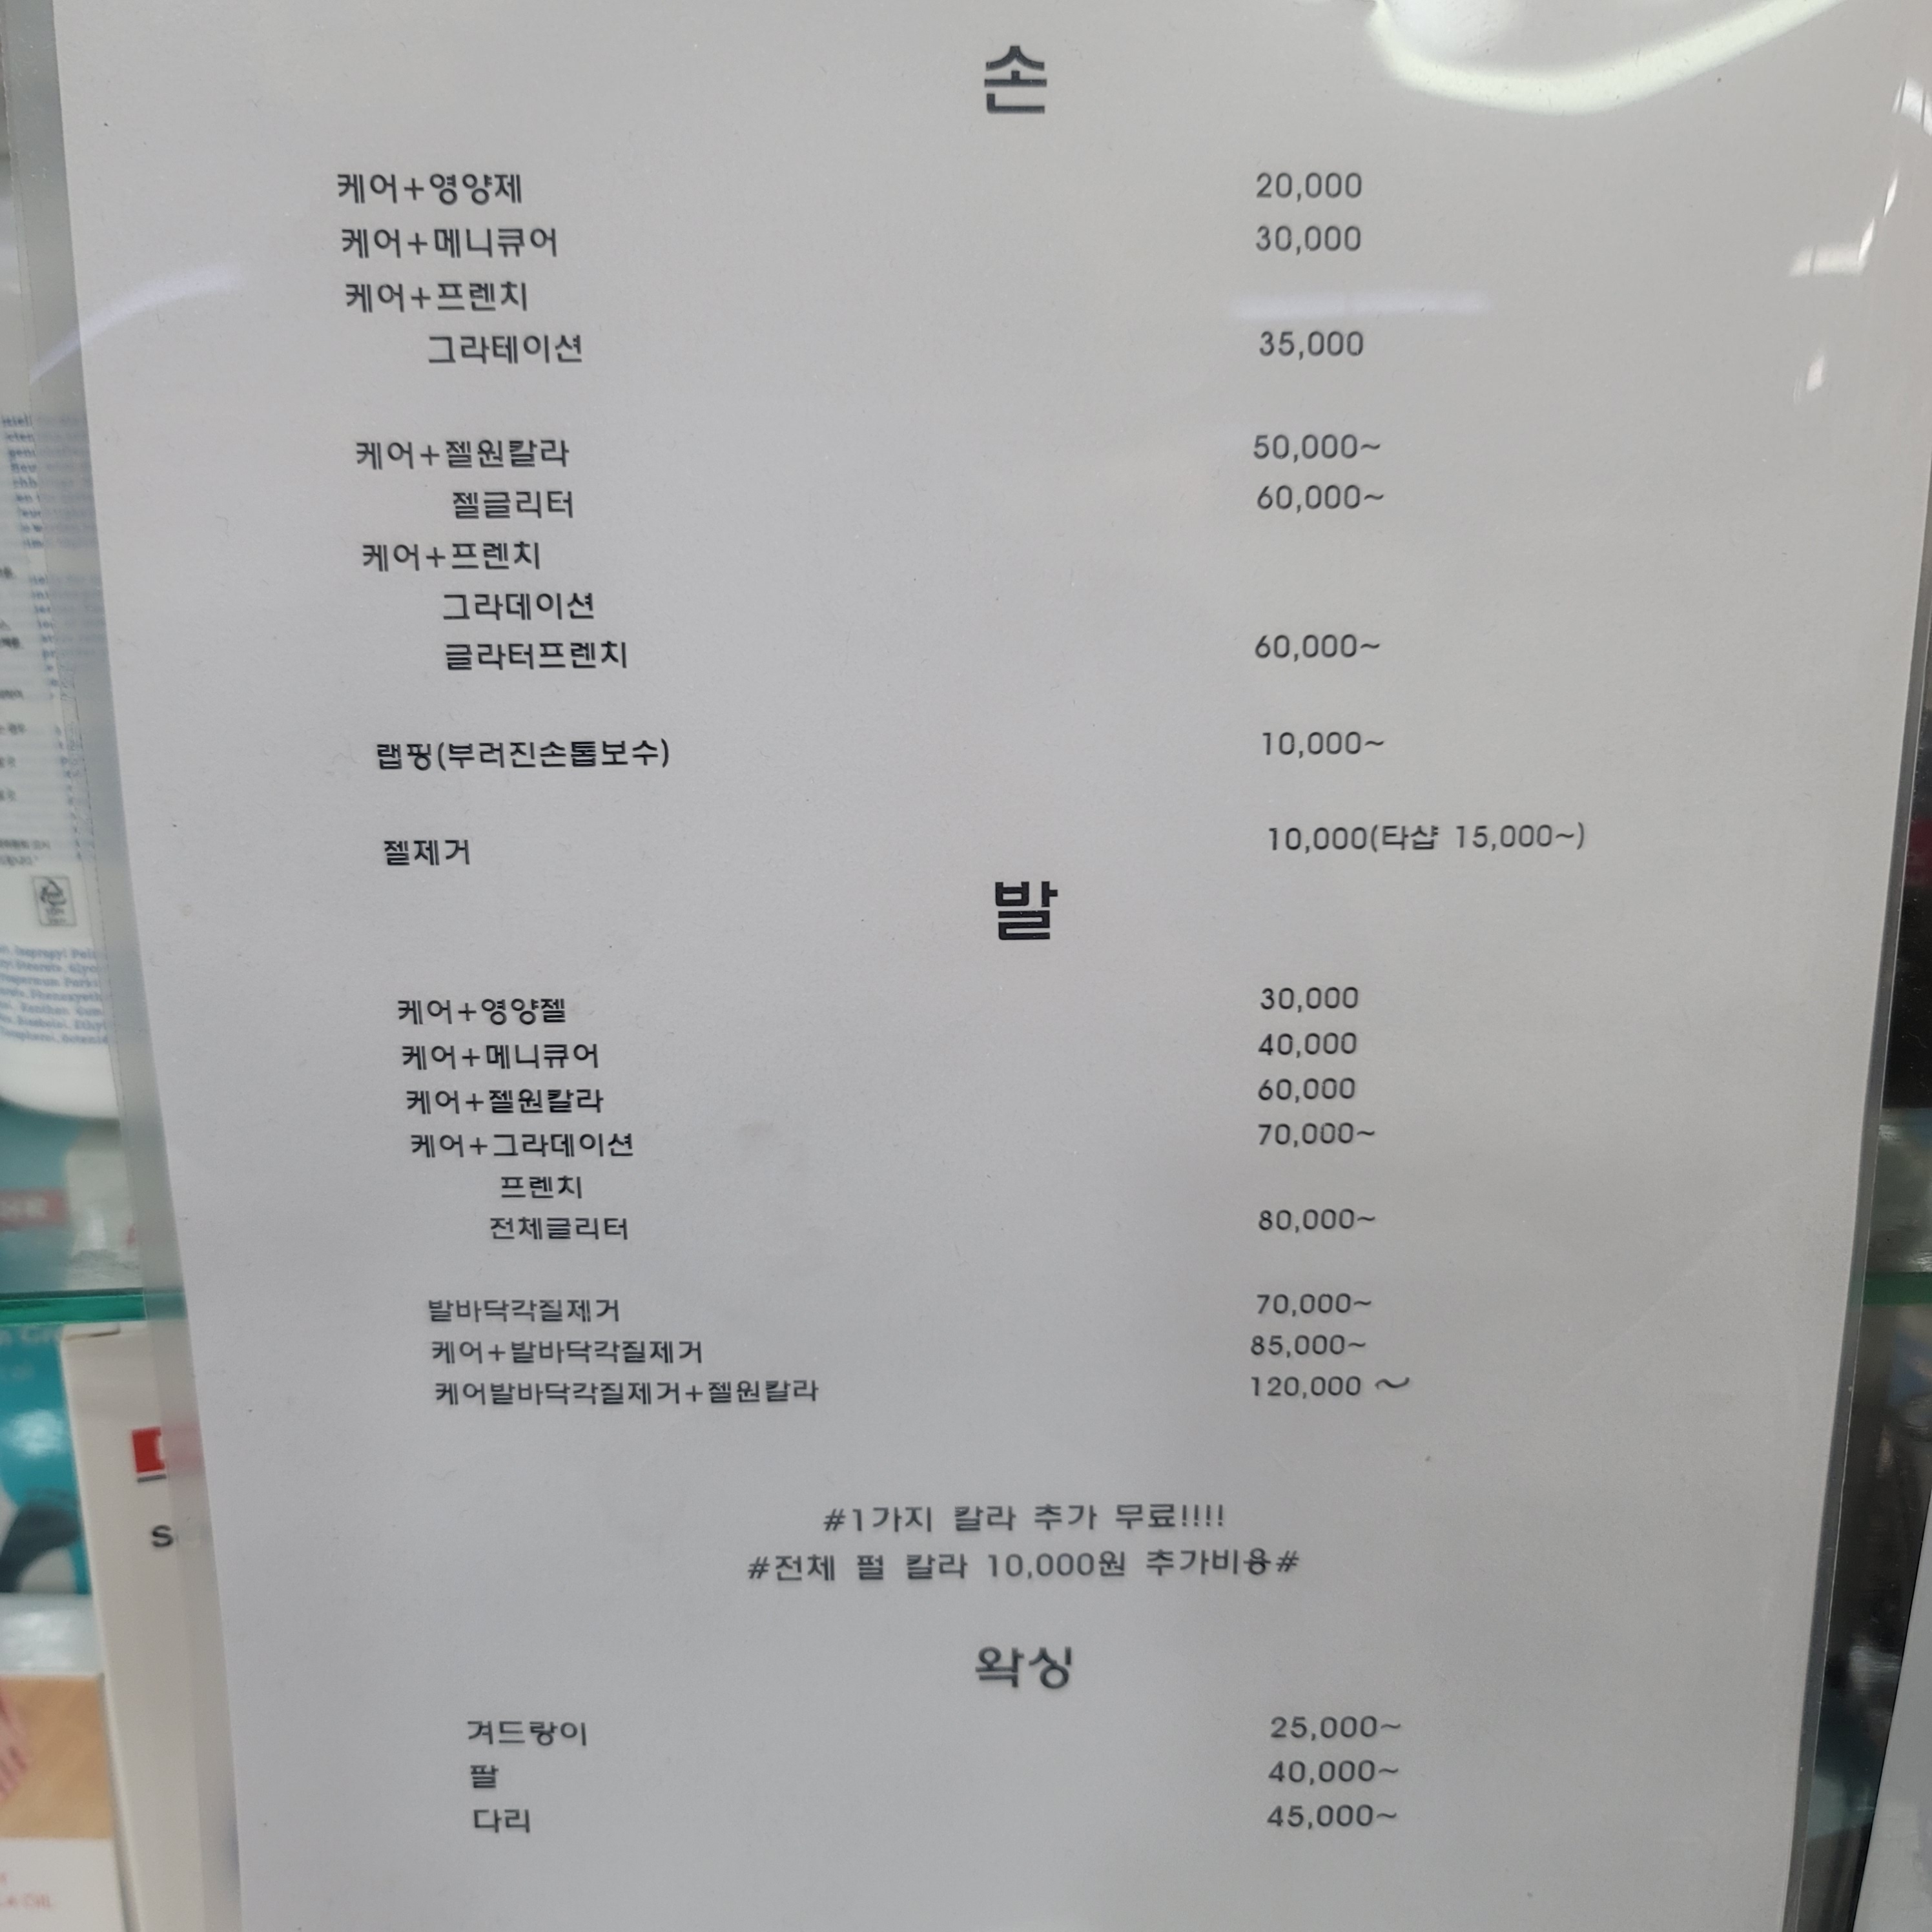 손
케어+영양제 20,000
케어+메니큐어 30,000
케어+프렌치
그라테이션 35,000
케어+젤원칼라 50,000~
젤글리터 60,000~
케어+프렌치
그라데이션
글라터프렌치 60,000~
랩핑(부러진손톱보수) 10,000~
젤제거 10,000(타샵 15,000~)
발
케어+영양젤 30,000
케어+메니큐어 40,000
케어+젤원칼라 60,000
케어+그라데이션 70,000~
프렌치
전체글리터 80,000~
발바닥각질제거 70,000~
케어+발바닥각질제거 85,000~
케어발바닥각질제거+젤원칼라 120,000 ~
#1가지 칼라 추가 무료!!!!
#전체 펄 칼라 10,000원 추가비용#
왁싱
겨드랑이 25,000~
팔 40,000~
다리 45,000~